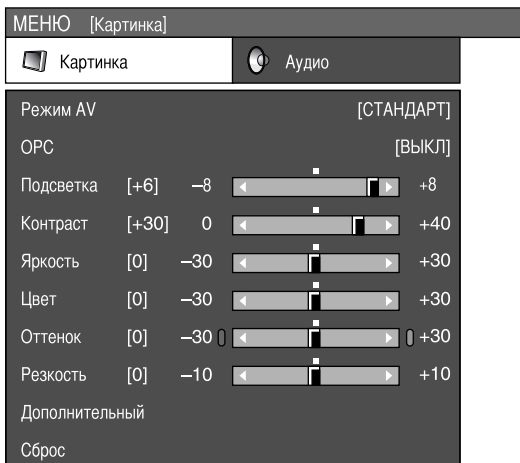 МЕНЮ [Картинка]
Картинка Аудио
Режим AV [СТАНДАРТ]
OPC [ВЫКЛ]
Подсветка [+6] –8 +8
Контраст [+30] 0 +40
Яркость [0] –30 +30
Цвет [0] –30 +30
Оттенок [0] –30 +30
Резкость [0] –10 +10
Дополнительный
Сброс